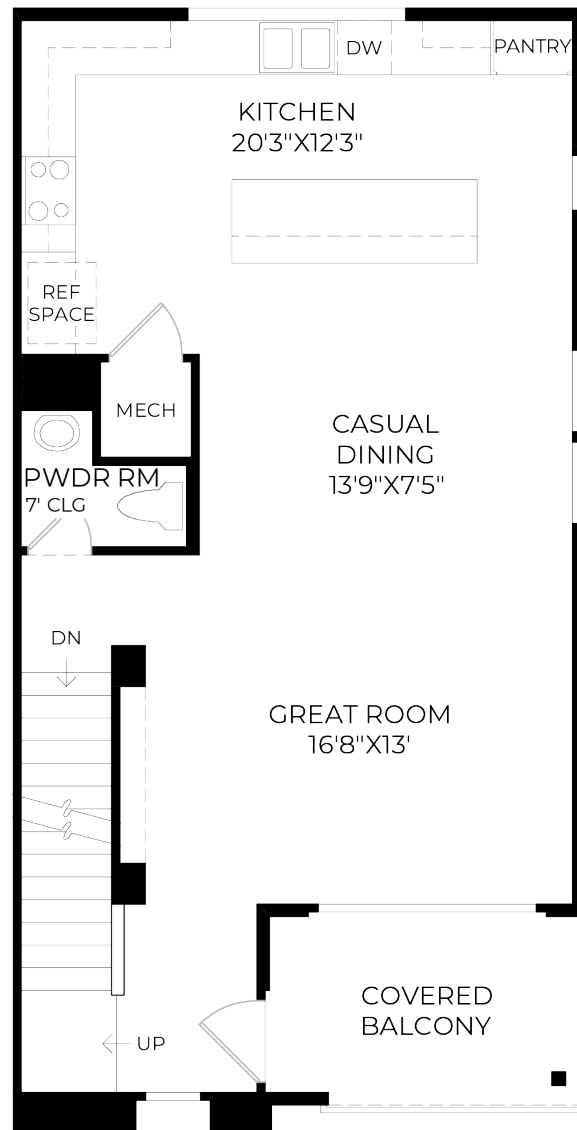 DW
PANTRY
KITCHEN
20'3"X12'3"
REF
SPACE
MECH
CASUAL
DINING
13'9"X7'5"
PWDR RM
7' CLG
DN
GREAT ROOM
16'8"X13'
COVERED
BALCONY
UP